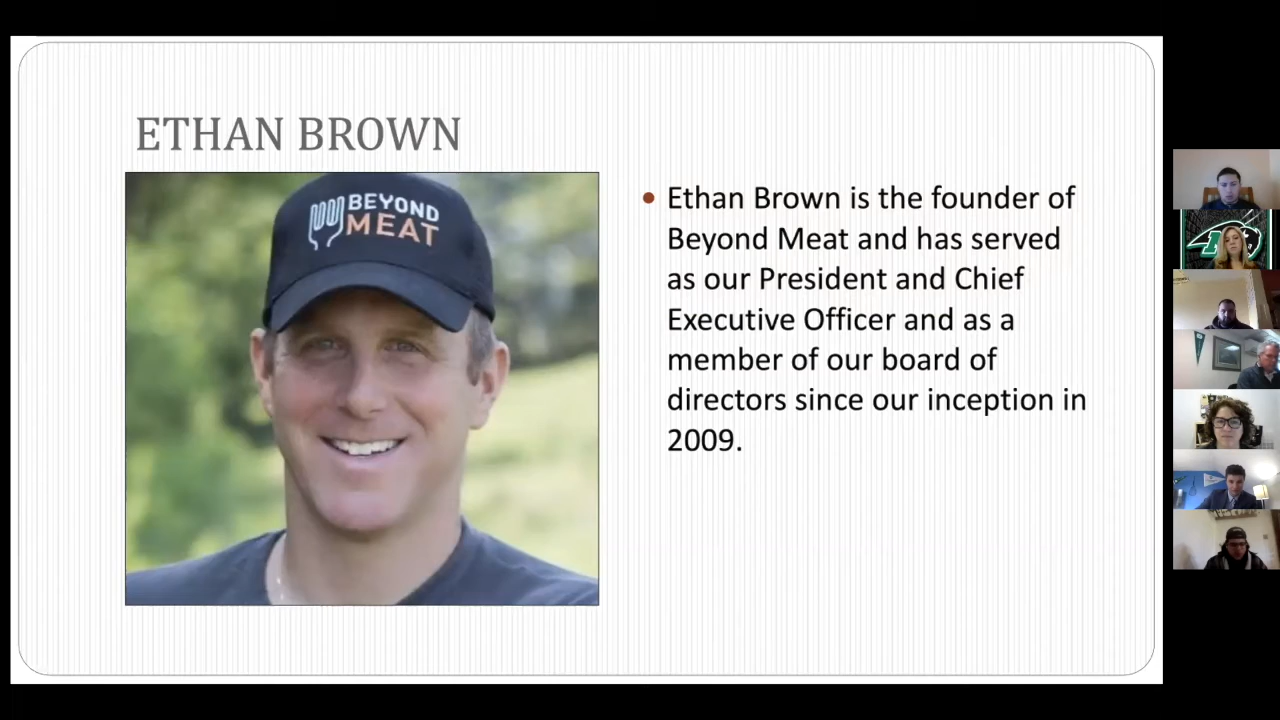 ETHAN BROWN
BEYOND
MEAT
Ethan Brown is the founder of
Beyond Meat and has served
as our President and Chief
Executive Officer and as a
member of our board of
directors since our inception in
2009.